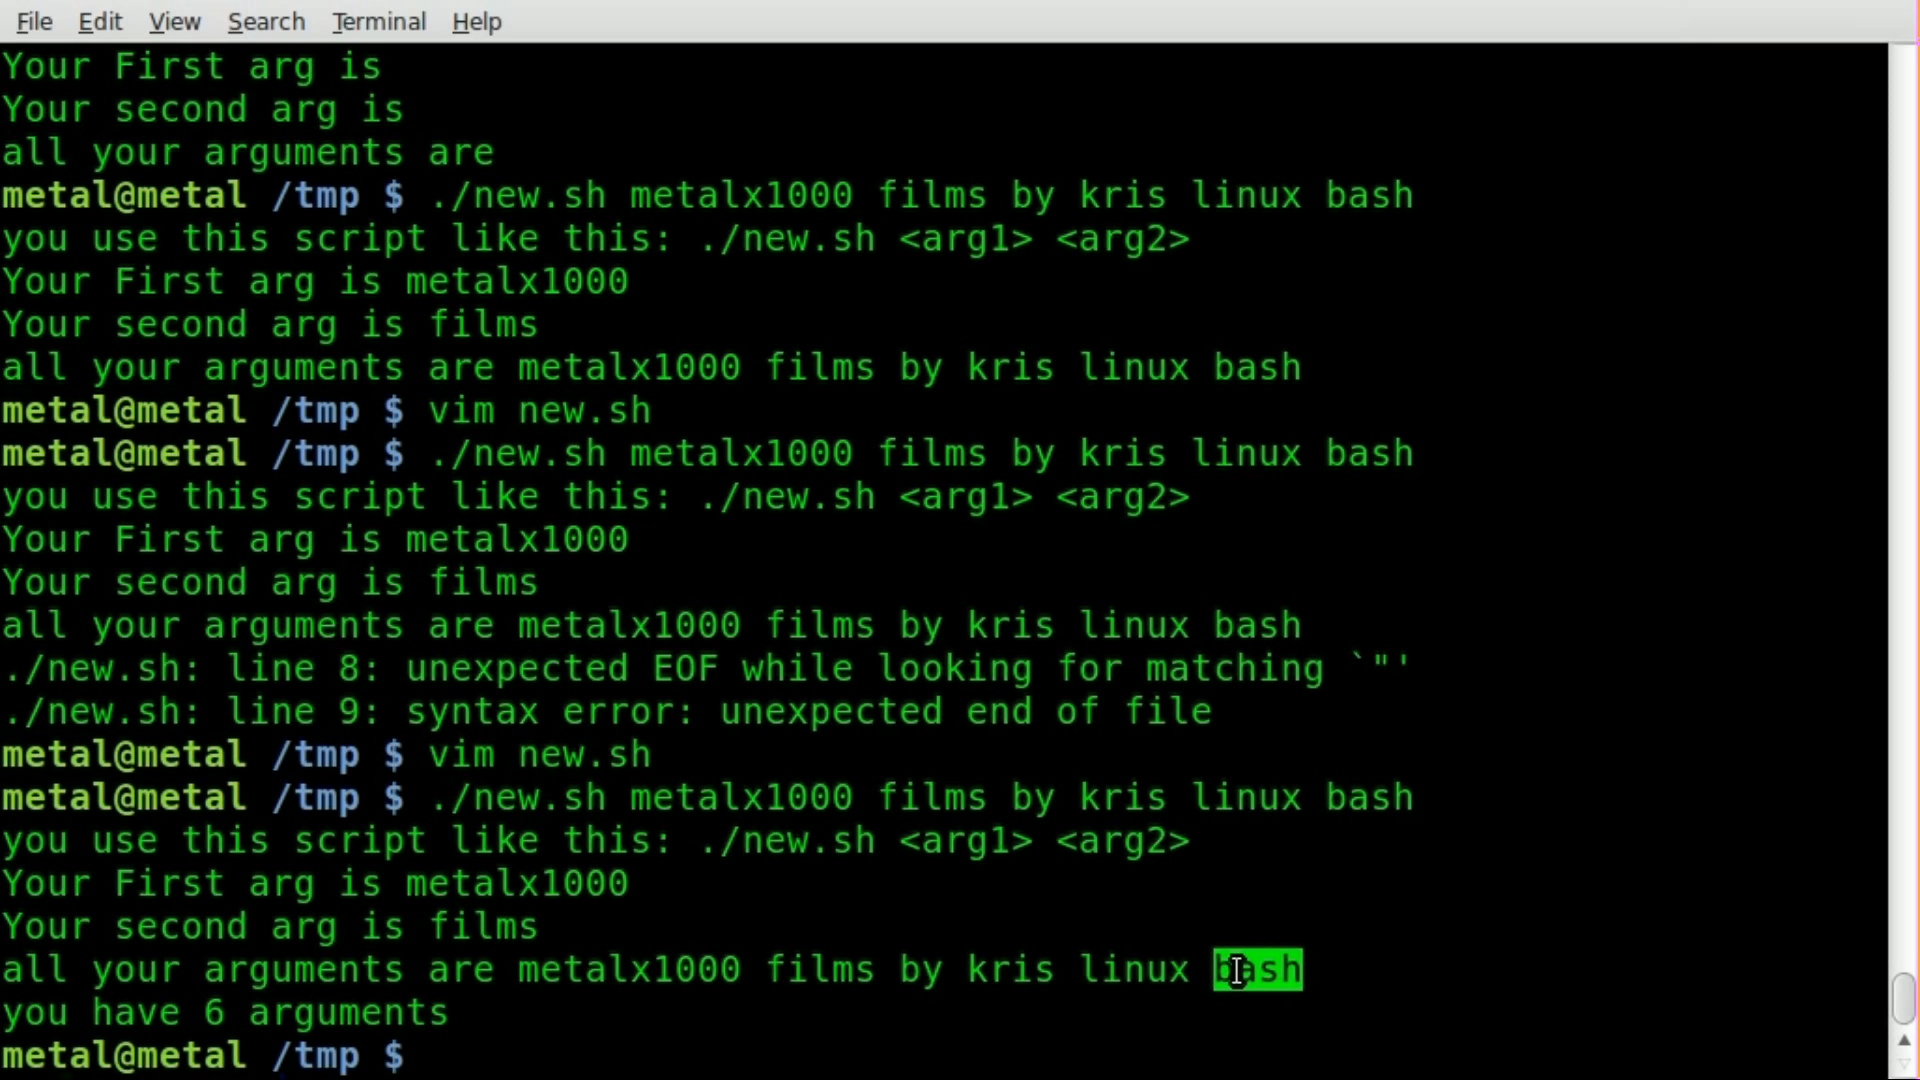 File Edit View Search Terminal Help
Your First arg is
Your second arg is
all your arguments are
metal@metal /tmp $ ./new.sh metalx1000 films by kris linux bash
you use this script like this: ./new.sh <arg1> <arg2>
Your First arg is metalx1000
Your second arg is films
all your arguments are metalx1000 films by kris linux bash
metal@metal /tmp $ vim new.sh
metal@metal /tmp $ ./new.sh metalx1000 films by kris linux bash
you use this script like this: ./new.sh <arg1> <arg2>
Your First arg is metalx1000
Your second arg is films
all your arguments are metalx1000 films by kris linux bash
./new.sh: line 8: unexpected EOF while looking for matching `"'
./new.sh: line 9: syntax error: unexpected end of file
metal@metal /tmp $ vim new.sh
metal@metal /tmp $ ./new.sh metalx1000 films by kris linux bash
you use this script like this: ./new.sh <arg1> <arg2>
Your First arg is metalx1000
Your second arg is films
all your arguments are metalx1000 films by kris linux bash
you have 6 arguments
metal@metal /tmp $